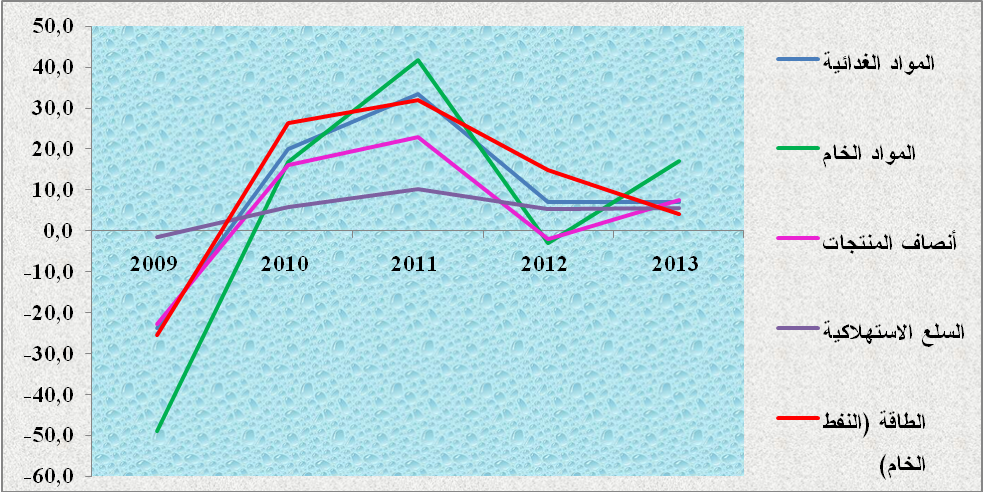 50,0
40,0
30,0
20,0
10,0
0,0
-10,0
-20,0
-30,0
-40,0
-50,0
-60,0
2009 2010 2011 2012 2013
المواد الغدائية
المواد الخام
أنصاف المنتجات
السلع الاستهلاكية
الطاقة (النفط
الخام)